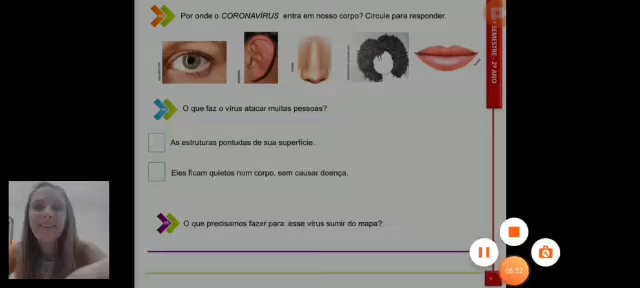 Por onde o CORONAVÍRUS entra em nosso corpo? Circule para responder.
O que faz o vírus atacar muitas pessoas?
As estruturas pontudas de sua superfície.
Eles ficam quietos num corpo, sem causar doença.
O que precisamos fazer para esse vírus sumir do mapa?
º SEMESTRE - 2º ANO
05:52